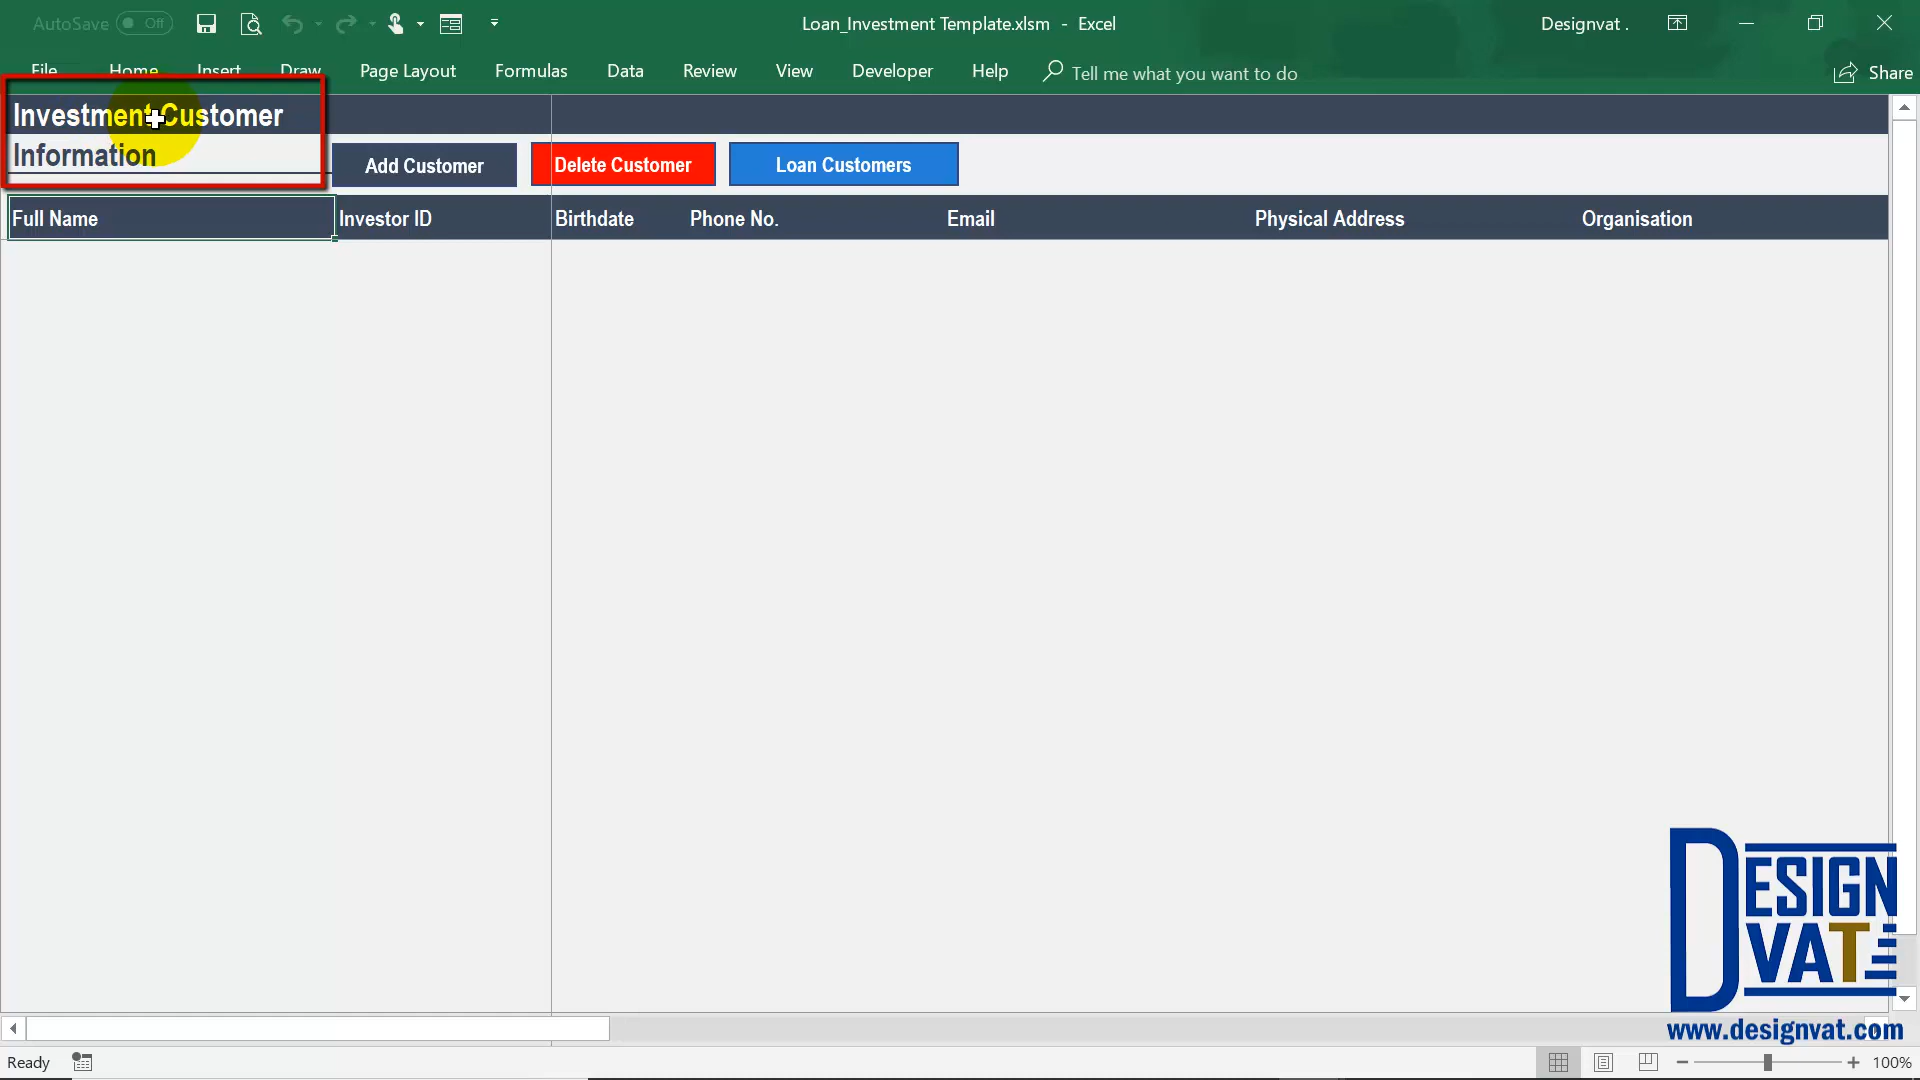 AutoSave Off
Loan_Investment Template.xlsm - Excel
Designvat .
File Home Insert Draw Page Layout Formulas Data Review View Developer Help Tell me what you want to do Share
Investment Customer
Information
Add Customer Delete Customer Loan Customers
Full Name Investor ID Birthdate Phone No. Email Physical Address Organisation
DESIGN
VAT
www.designvat.com
Ready 100%